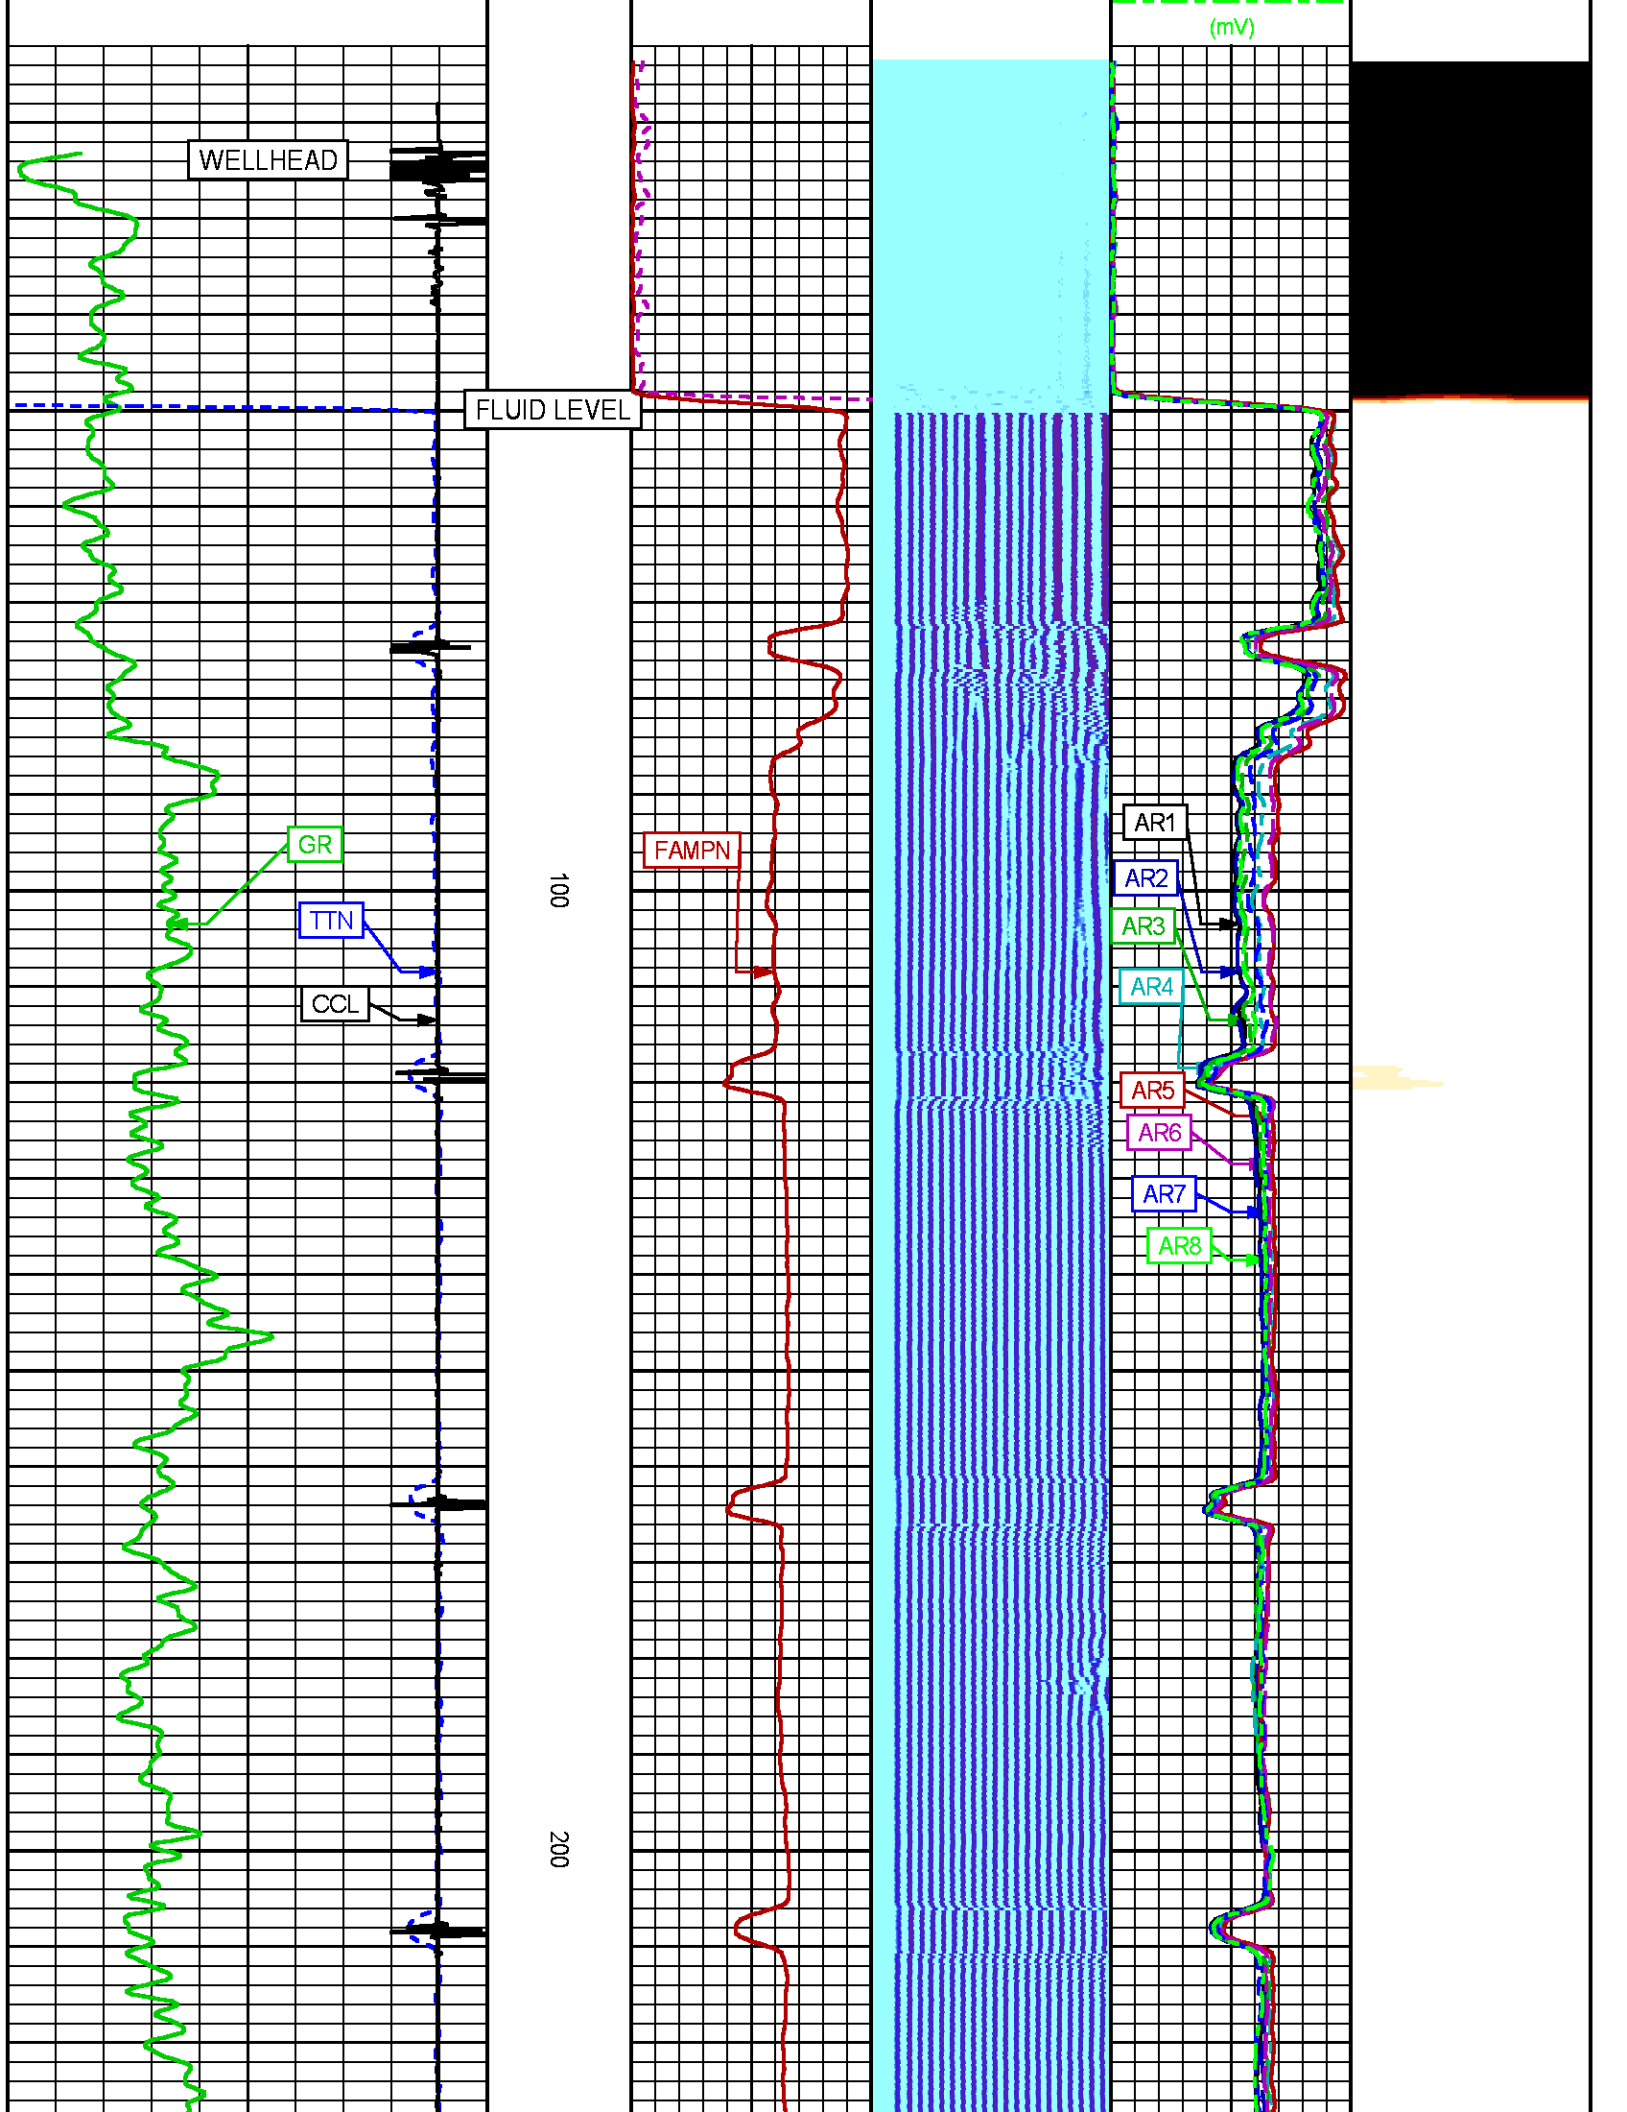 (mV)
WELLHEAD
FLUID LEVEL
AR1
GR
FAMPN
AR2
100
TTN
AR3
AR4
CCL
AR5
AR6
AR7
AR8
200